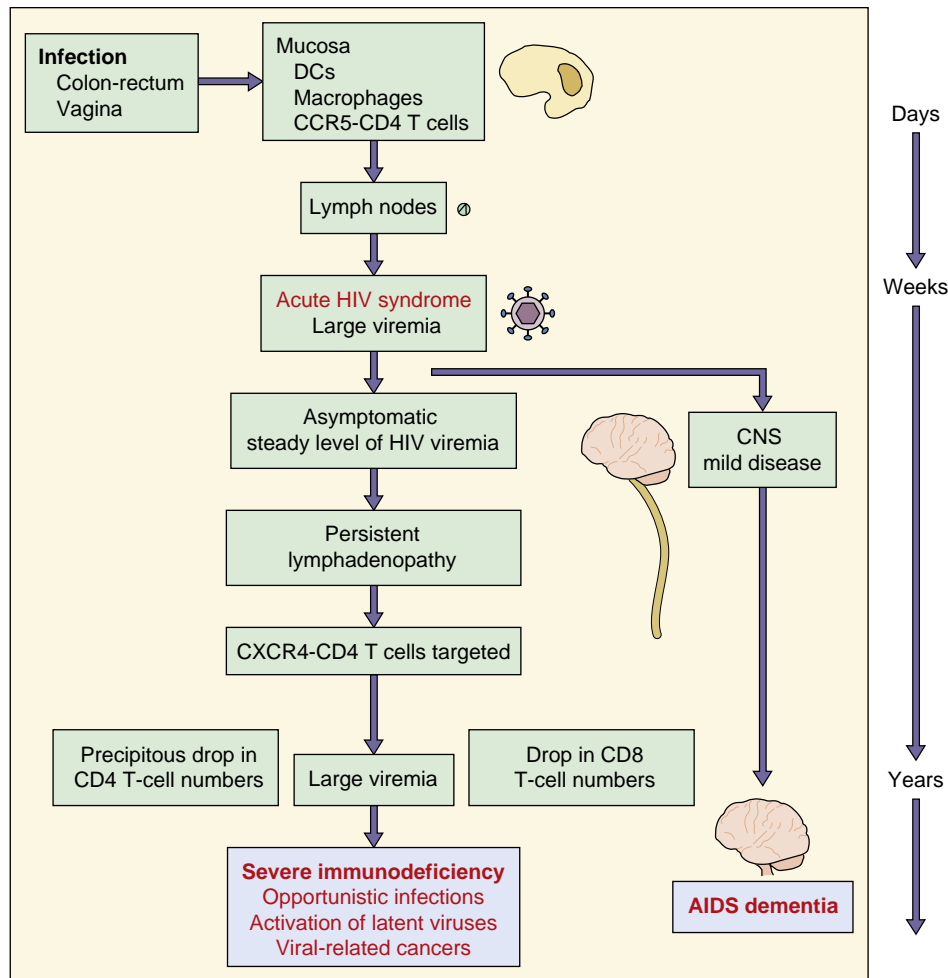 Infection
Colon-rectum
Vagina
Mucosa
DCs
Macrophages
CCR5-CD4 T cells
Days
Lymph nodes
Weeks
Acute HIV syndrome
Large viremia
Asymptomatic
steady level of HIV viremia
CNS
mild disease
Persistent
lymphadenopathy
CXCR4-CD4 T cells targeted
Precipitous drop in
CD4 T-cell numbers
Large viremia
Drop in CD8
T-cell numbers
Years
Severe immunodeficiency
Opportunistic infections
Activation of latent viruses
Viral-related cancers
AIDS dementia